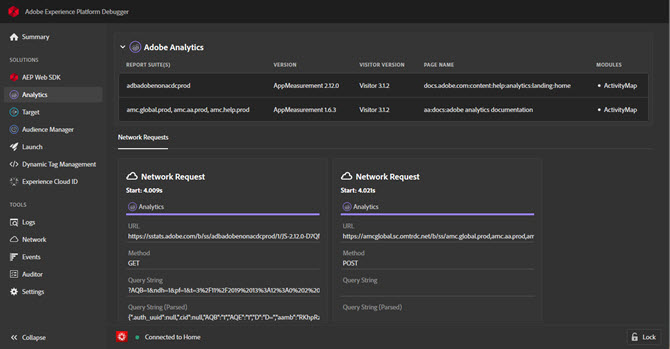 Adobe Experience Platform Debugger
Summary
SOLUTIONS
AEP Web SDK
Analytics
Target
Audience Manager
Launch
Dynamic Tag Management
Experience Cloud ID
TOOLS
Logs
Network
Events
Auditor
Settings
Collapse
Adobe Analytics
REPORT SUITE(S) VERSION VISITOR VERSION PAGE NAME MODULES
adbadobenonacdcprod AppMeasurement 2.12.0 Visitor 3.1.2 docs.adobe.com:content:help:analytics:landing:home • ActivityMap
amc.global.prod, amc.aa.prod, amc.help.prod AppMeasurement 1.6.3 Visitor 3.1.2 aa:docs:adobe analytics documentation • ActivityMap
Network Requests
Network Request
Start: 4.009s
Analytics
URL
https://sstats.adobe.com/b/ss/adbadobenonacdcprod/1/JS-2.12.0-D7QN
Method
GET
Query String
?AQB=1&ndh=1&pf=1&t=3%2F11%2F2019%2013%3A12%3A0%202%20
Query String (Parsed)
{".auth_uuid":null,".cid":null,"AQB":"1","AQE":"1","D":"D=","aamb":"RKhpRz
Network Request
Start: 4.021s
Analytics
URL
https://amcglobal.sc.omtrdc.net/b/ss/amc.global.prod,amc.aa.prod,am
Method
POST
Query String
Query String (Parsed)
Connected to Home
Lock